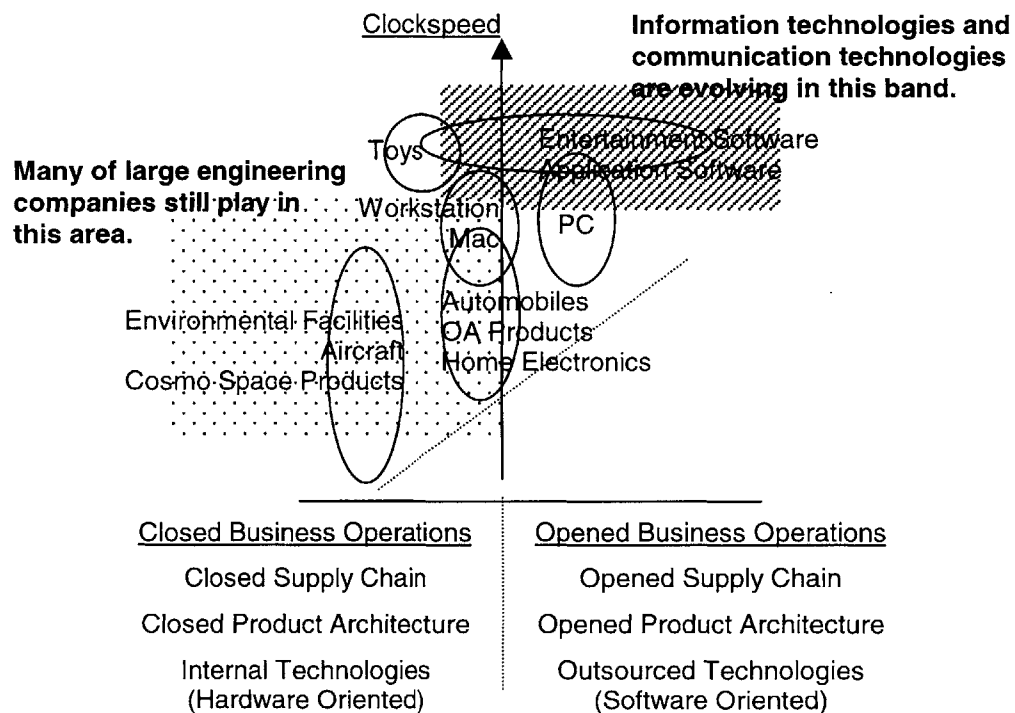 Clockspeed
Information technologies and
communication technologies
are evolving in this band.
Toys
Entertainment Software
Application Software
Many of large engineering
companies still play in
this area.
Workstation
Mac
PC
Automobiles
OA Products
Home Electronics
Environmental Facilities
Aircraft
Cosmo Space Products
Closed Business Operations
Closed Supply Chain
Closed Product Architecture
Internal Technologies
(Hardware Oriented)
Opened Business Operations
Opened Supply Chain
Opened Product Architecture
Outsourced Technologies
(Software Oriented)